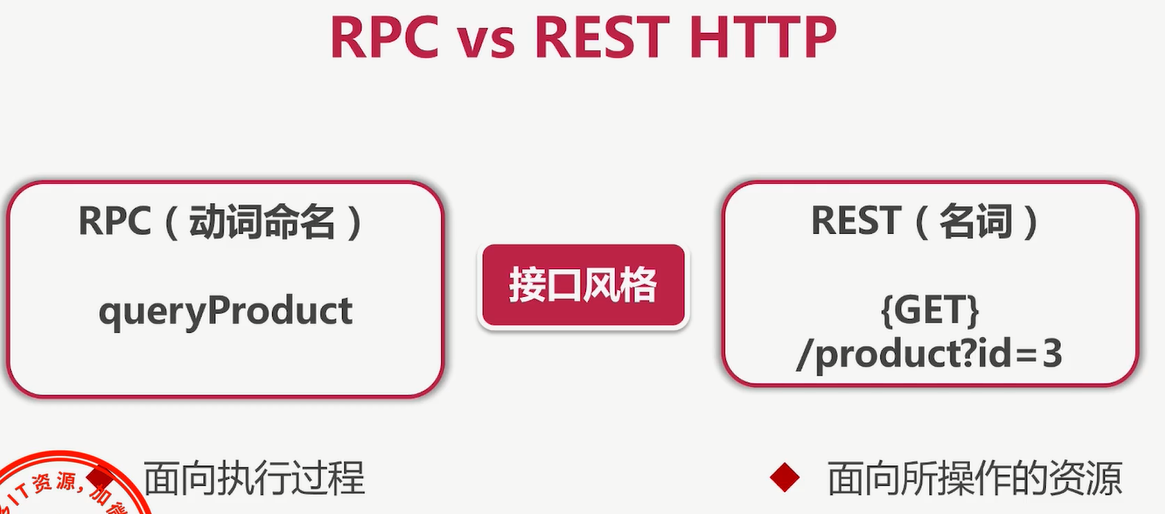 RPC vs REST HTTP
RPC（动词命名）
queryProduct
接口风格
REST（名词）
{GET}
/product?id=3
面向执行过程
面向所操作的资源
IT资源，加微